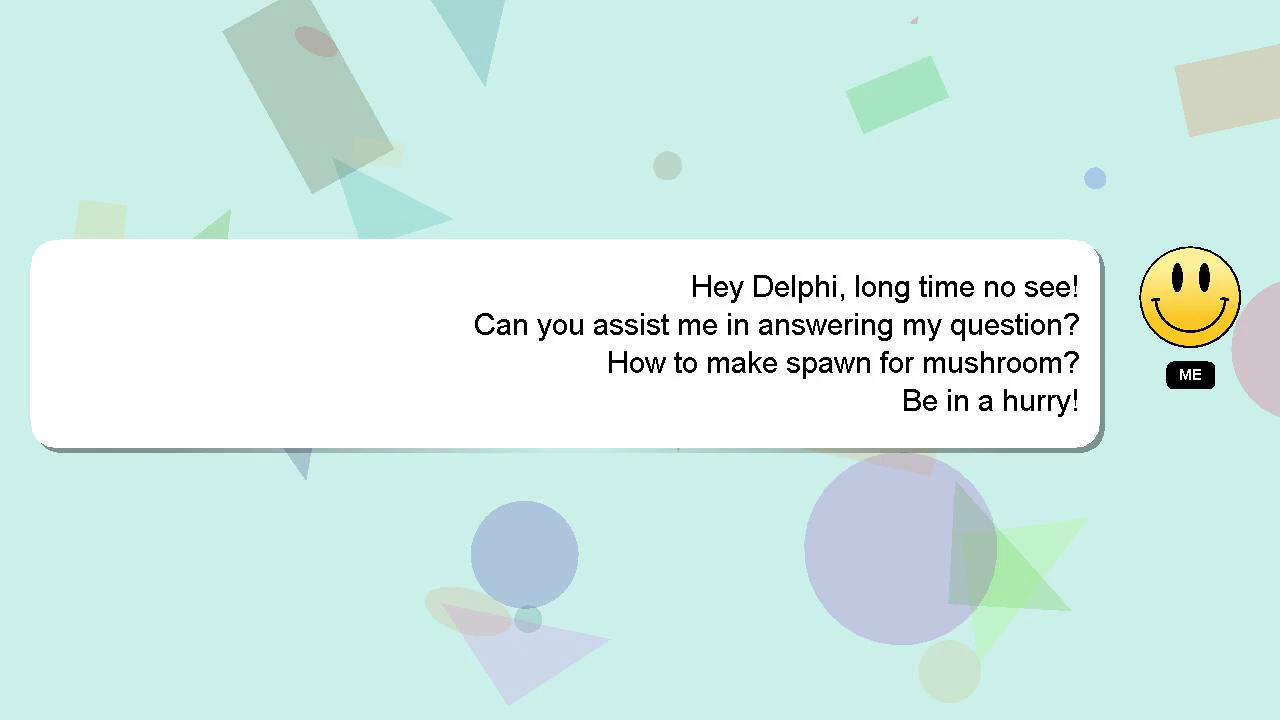 Hey Delphi, long time no see!
Can you assist me in answering my question?
How to make spawn for mushroom?
Be in a hurry!
ME